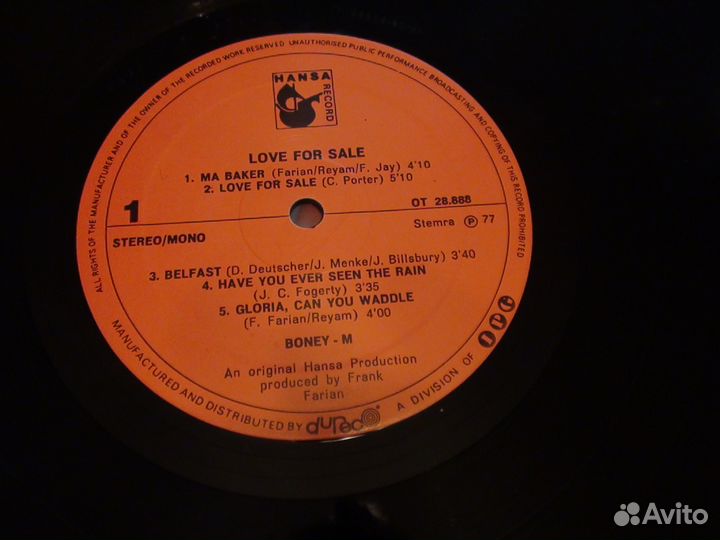 ALL RIGHTS OF THE MANUFACTURER AND OF THE OWNER OF THE RECORDED WORK RESERVED UNAUTHORISED PUBLIC PERFORMANCE BROADCASTING AND COPYING OF THIS RECORD PROHIBITED
HANSA
RECORD
LOVE FOR SALE
1. MA BAKER (Farian/Reyam/F. Jay) 4'10
2. LOVE FOR SALE (C. Porter) 5'10
1
OT 28.888
STEREO/MONO
Stemra Ⓟ 77
3. BELFAST (D. Deutscher/J. Menke/J. Billsbury) 3'40
4. HAVE YOU EVER SEEN THE RAIN
(J. C. Fogerty) 3'35
5. GLORIA, CAN YOU WADDLE
(F. Farian/Reyam) 4'00
BONEY - M
An original Hansa Production
produced by Frank
Farian
MANUFACTURED AND DISTRIBUTED BY dureco A DIVISION OF
Avito